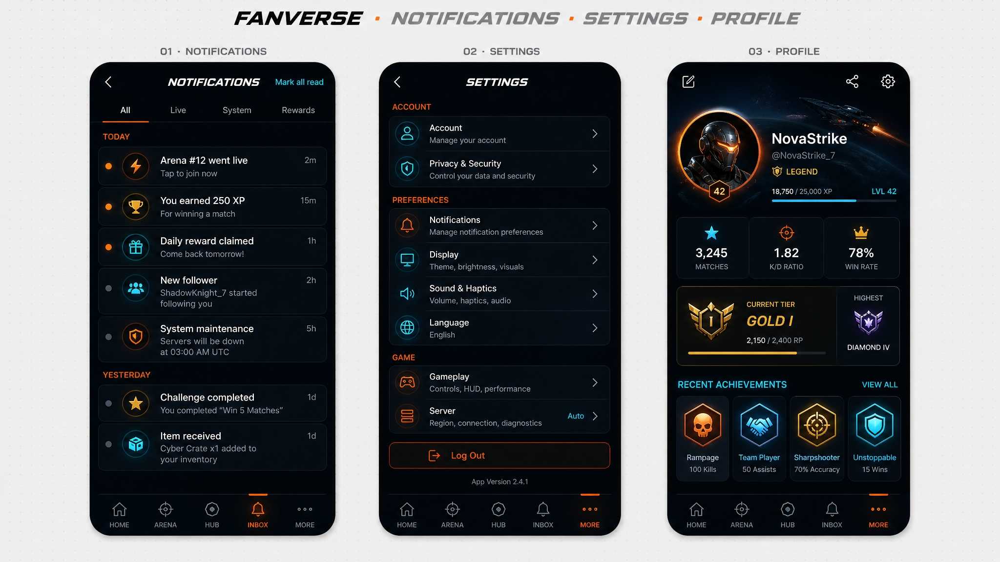 FANVERSE · NOTIFICATIONS · SETTINGS · PROFILE
01 · NOTIFICATIONS
NOTIFICATIONS
Mark all read
All
Live
System
Rewards
TODAY
Arena #12 went live
2m
Tap to join now
You earned 250 XP
15m
For winning a match
Daily reward claimed
1h
Come back tomorrow!
New follower
2h
ShadowKnight_7 started
following you
System maintenance
5h
Servers will be down
at 03:00 AM UTC
YESTERDAY
Challenge completed
1d
You completed “Win 5 Matches”
Item received
1d
Cyber Crate x1 added to
your inventory
HOME
ARENA
HUB
INBOX
MORE
02 · SETTINGS
SETTINGS
ACCOUNT
Account
Manage your account
Privacy & Security
Control your data and security
PREFERENCES
Notifications
Manage notification preferences
Display
Theme, brightness, visuals
Sound & Haptics
Volume, haptics, audio
Language
English
GAME
Gameplay
Controls, HUD, performance
Server
Region, connection, diagnostics
Auto
Log Out
App Version 2.4.1
HOME
ARENA
HUB
INBOX
MORE
03 · PROFILE
NovaStrike
@NovaStrike_7
LEGEND
42
18,750 / 25,000 XP
LVL 42
3,245
MATCHES
1.82
K/D RATIO
78%
WIN RATE
I
CURRENT TIER
GOLD I
2,150 / 2,400 RP
HIGHEST
DIAMOND IV
RECENT ACHIEVEMENTS
VIEW ALL
Rampage
100 Kills
Team Player
50 Assists
Sharpshooter
70% Accuracy
Unstoppable
15 Wins
HOME
ARENA
HUB
INBOX
MORE